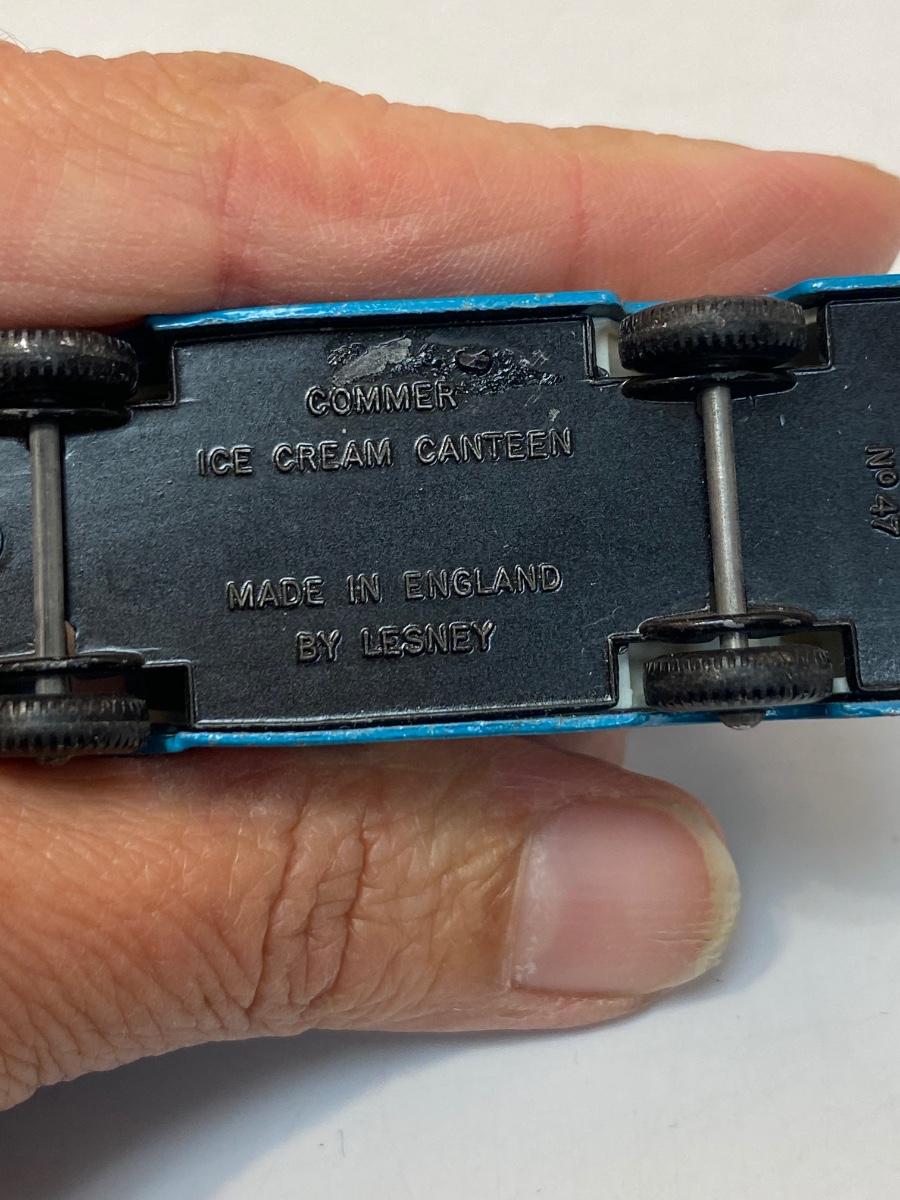 COMMER
ICE CREAM CANTEEN
MADE IN ENGLAND
BY LESNEY
Nº 47